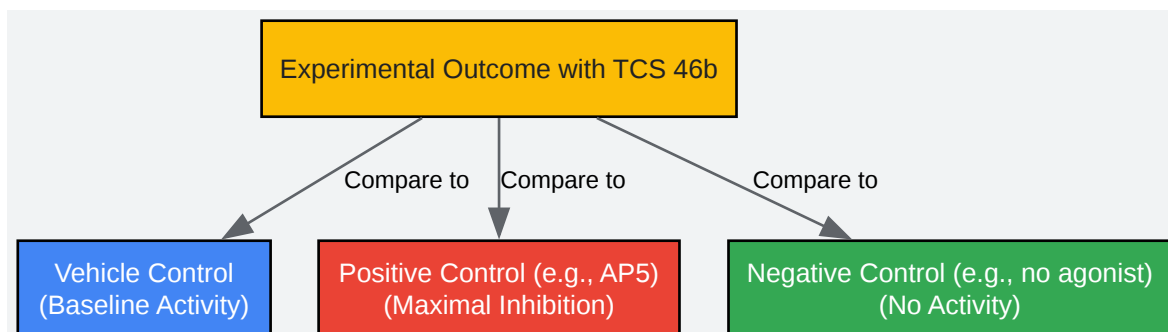 Experimental Outcome with TCS 46b
Compare to
Compare to
Compare to
Vehicle Control
(Baseline Activity)
Positive Control (e.g., AP5)
(Maximal Inhibition)
Negative Control (e.g., no agonist)
(No Activity)